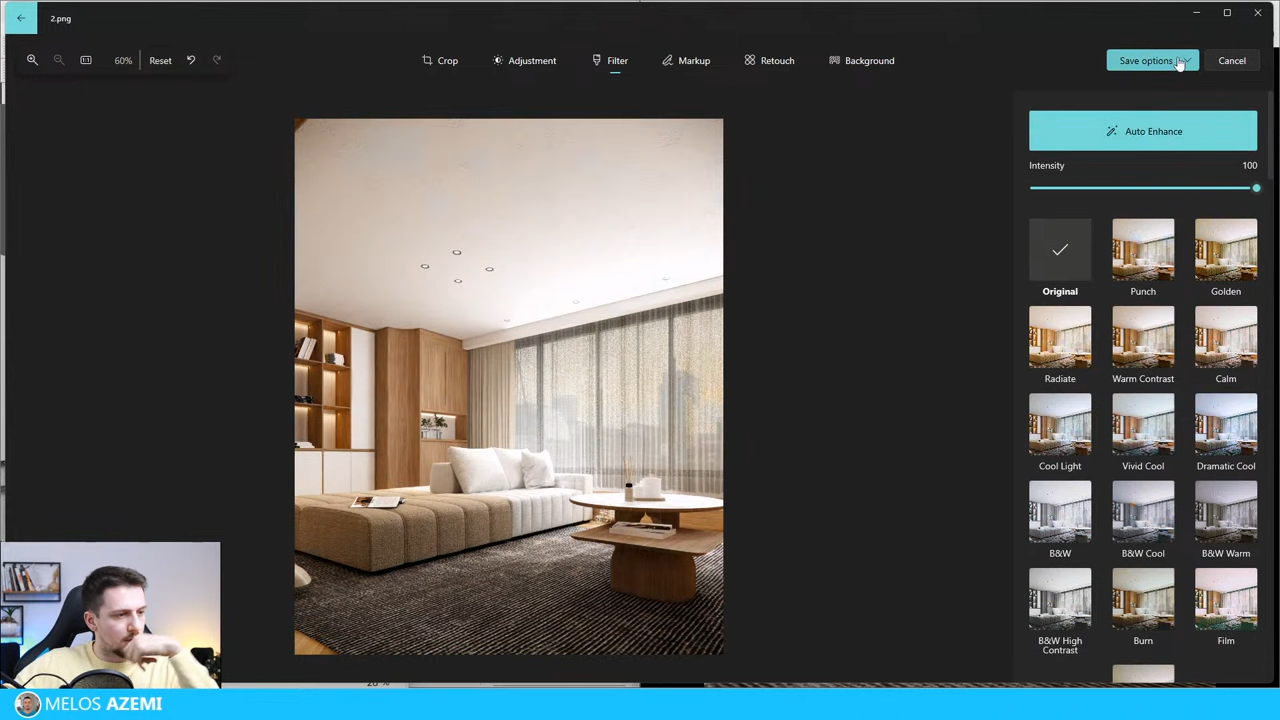 2.png
60%
Reset
Crop
Adjustment
Filter
Markup
Retouch
Background
Save options
Cancel
Auto Enhance
Intensity
100
Original
Punch
Golden
Radiate
Warm Contrast
Calm
Cool Light
Vivid Cool
Dramatic Cool
B&W
B&W Cool
B&W Warm
B&W High
Contrast
Burn
Film
MELOS AZEMI